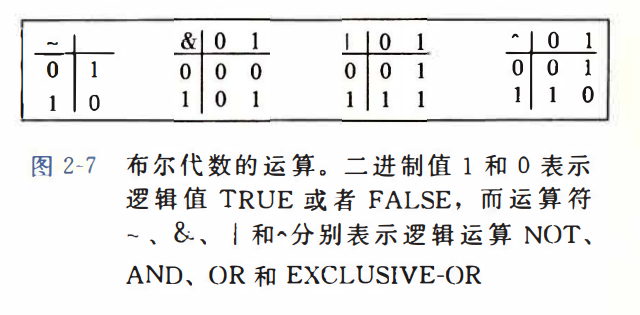 ~ & 0 1 | 0 1 ^ 0 1
0 1 0 0 0 0 0 1 0 0 1
1 0 1 0 1 1 1 1 1 1 0
图 2-7 布尔代数的运算。二进制值 1 和 0 表示
逻辑值 TRUE 或者 FALSE，而运算符
~、&、| 和^分别表示逻辑运算 NOT、
AND、OR 和 EXCLUSIVE-OR